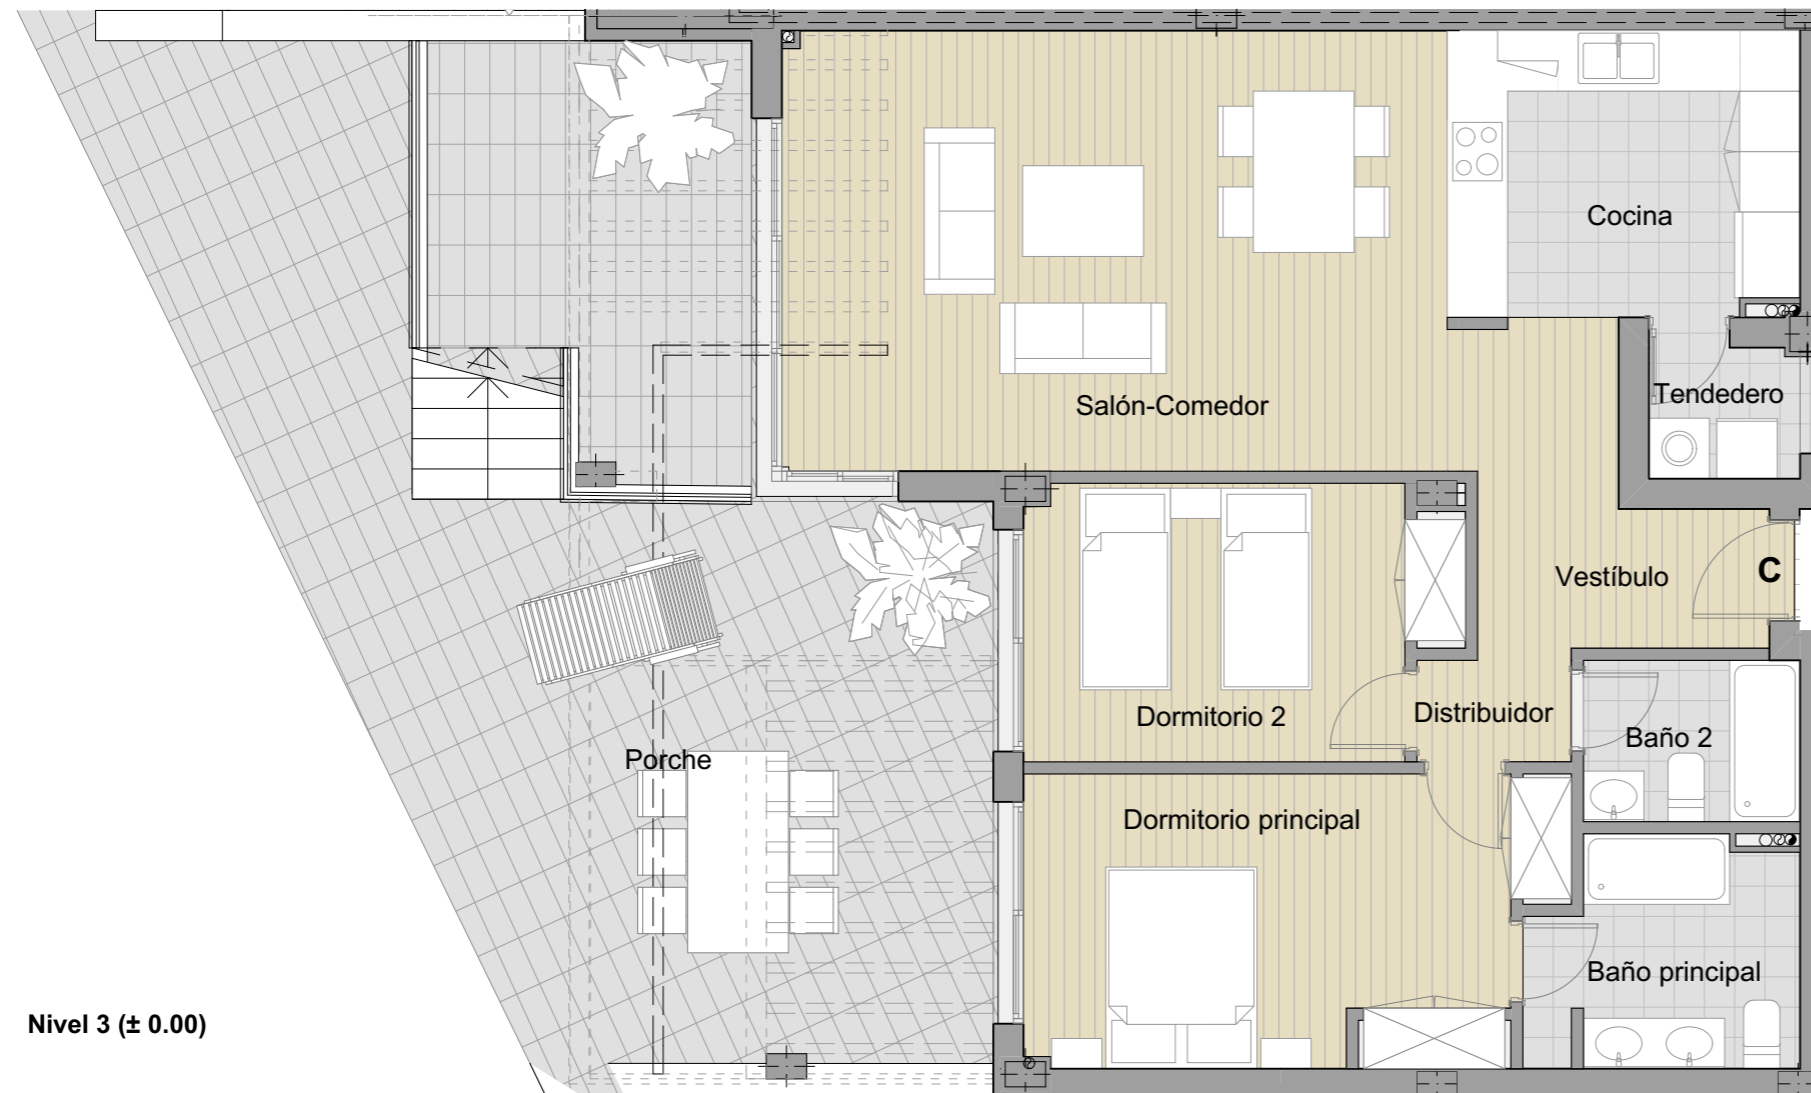 Cocina
Tendedero
Salón-Comedor
Vestíbulo
C
Dormitorio 2
Distribuidor
Baño 2
Porche
Dormitorio principal
Baño principal
Nivel 3 (± 0.00)